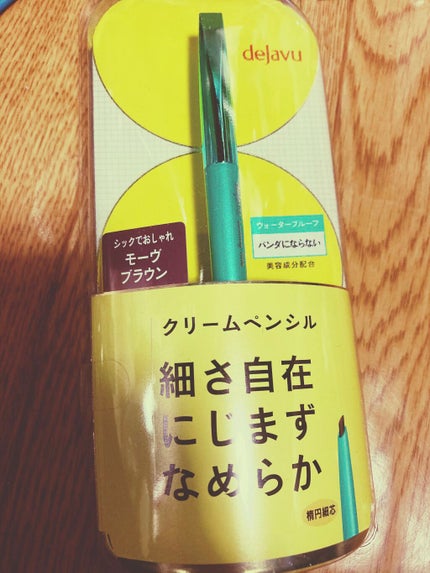 dejavu
シックでおしゃれ
モーヴ
ブラウン
ウォータープルーフ
パンダにならない
美容成分配合
クリームペンシル
細さ自在
にじまず
なめらか
楕円細芯